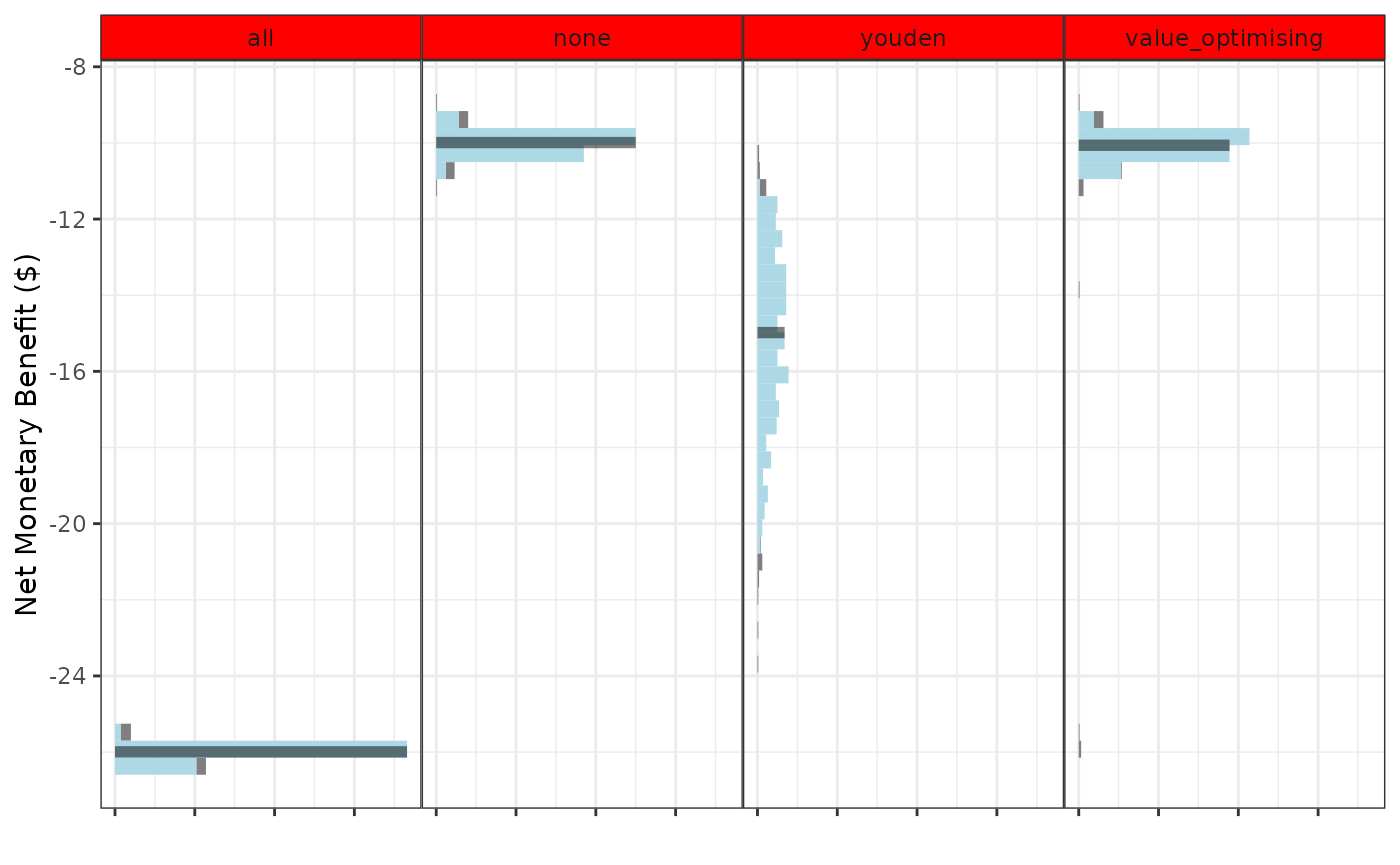 all
none
youden
value_optimising
Net Monetary Benefit ($)
-8
-12
-16
-20
-24